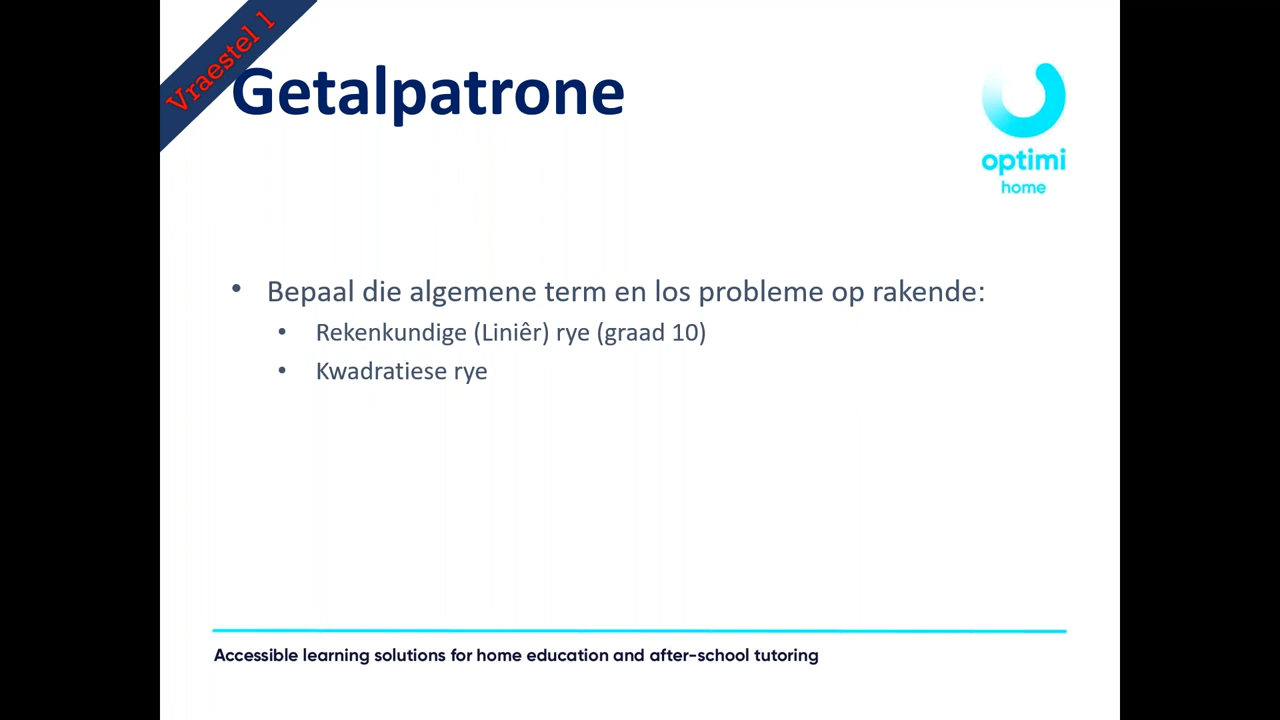 Vraestel 1
Getalpatrone
optimi
home
• Bepaal die algemene term en los probleme op rakende:
• Rekenkundige (Liniêr) rye (graad 10)
• Kwadratiese rye
Accessible learning solutions for home education and after-school tutoring